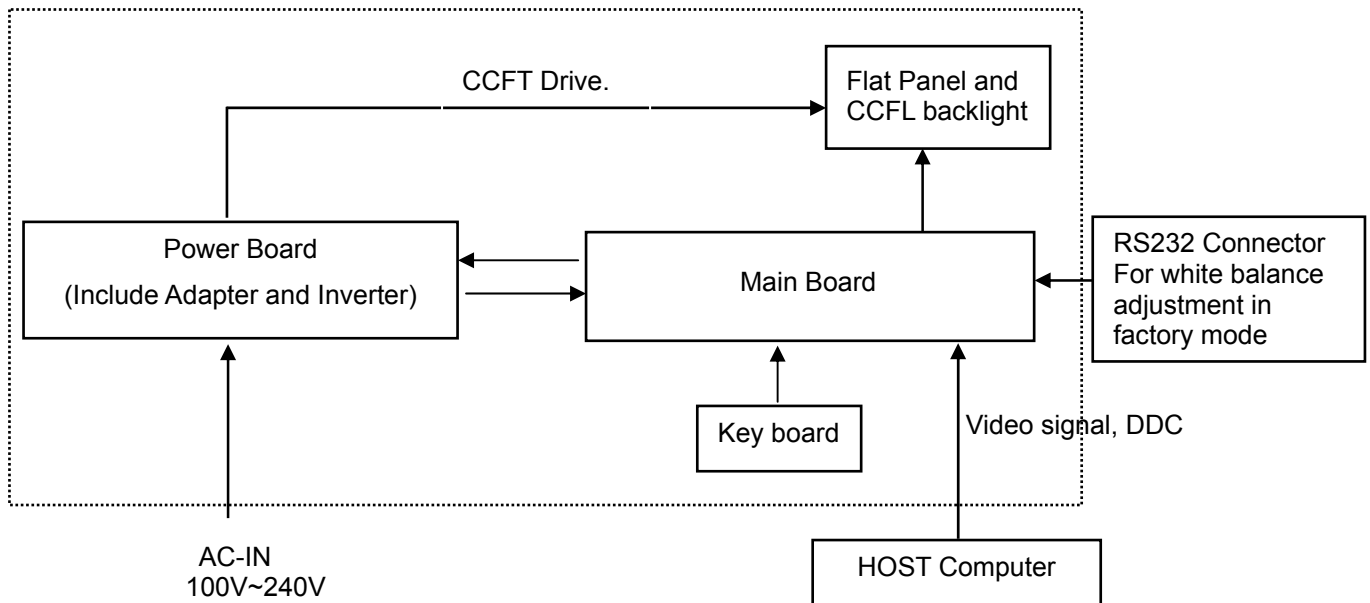 CCFT Drive.
Flat Panel and
CCFL backlight
Power Board
(Include Adapter and Inverter)
Main Board
RS232 Connector
For white balance
adjustment in
factory mode
Key board
Video signal, DDC
AC-IN
100V~240V
HOST Computer